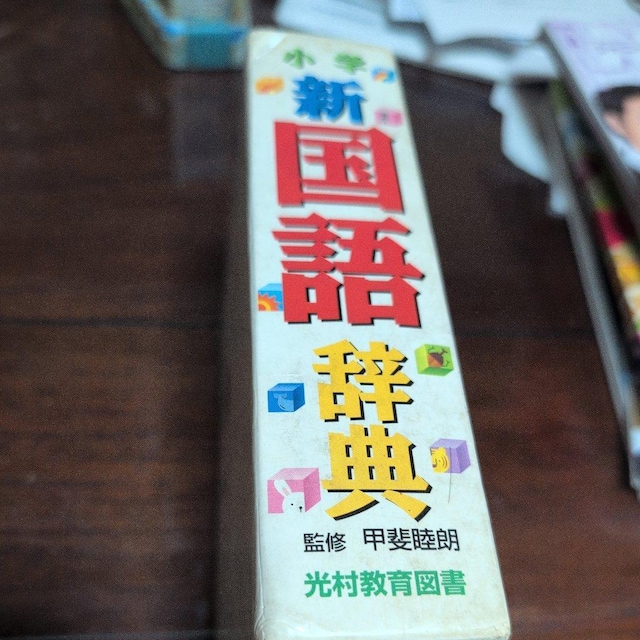 小学
新
国語
辞典
監修 甲斐睦朗
光村教育図書